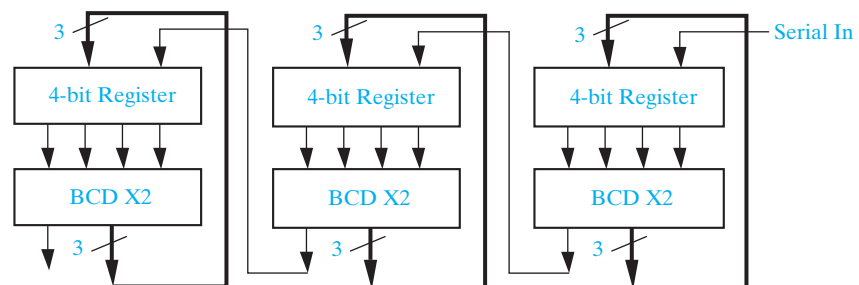 3 3 3
Serial In
4-bit Register 4-bit Register 4-bit Register
BCD X2 BCD X2 BCD X2
3 3 3